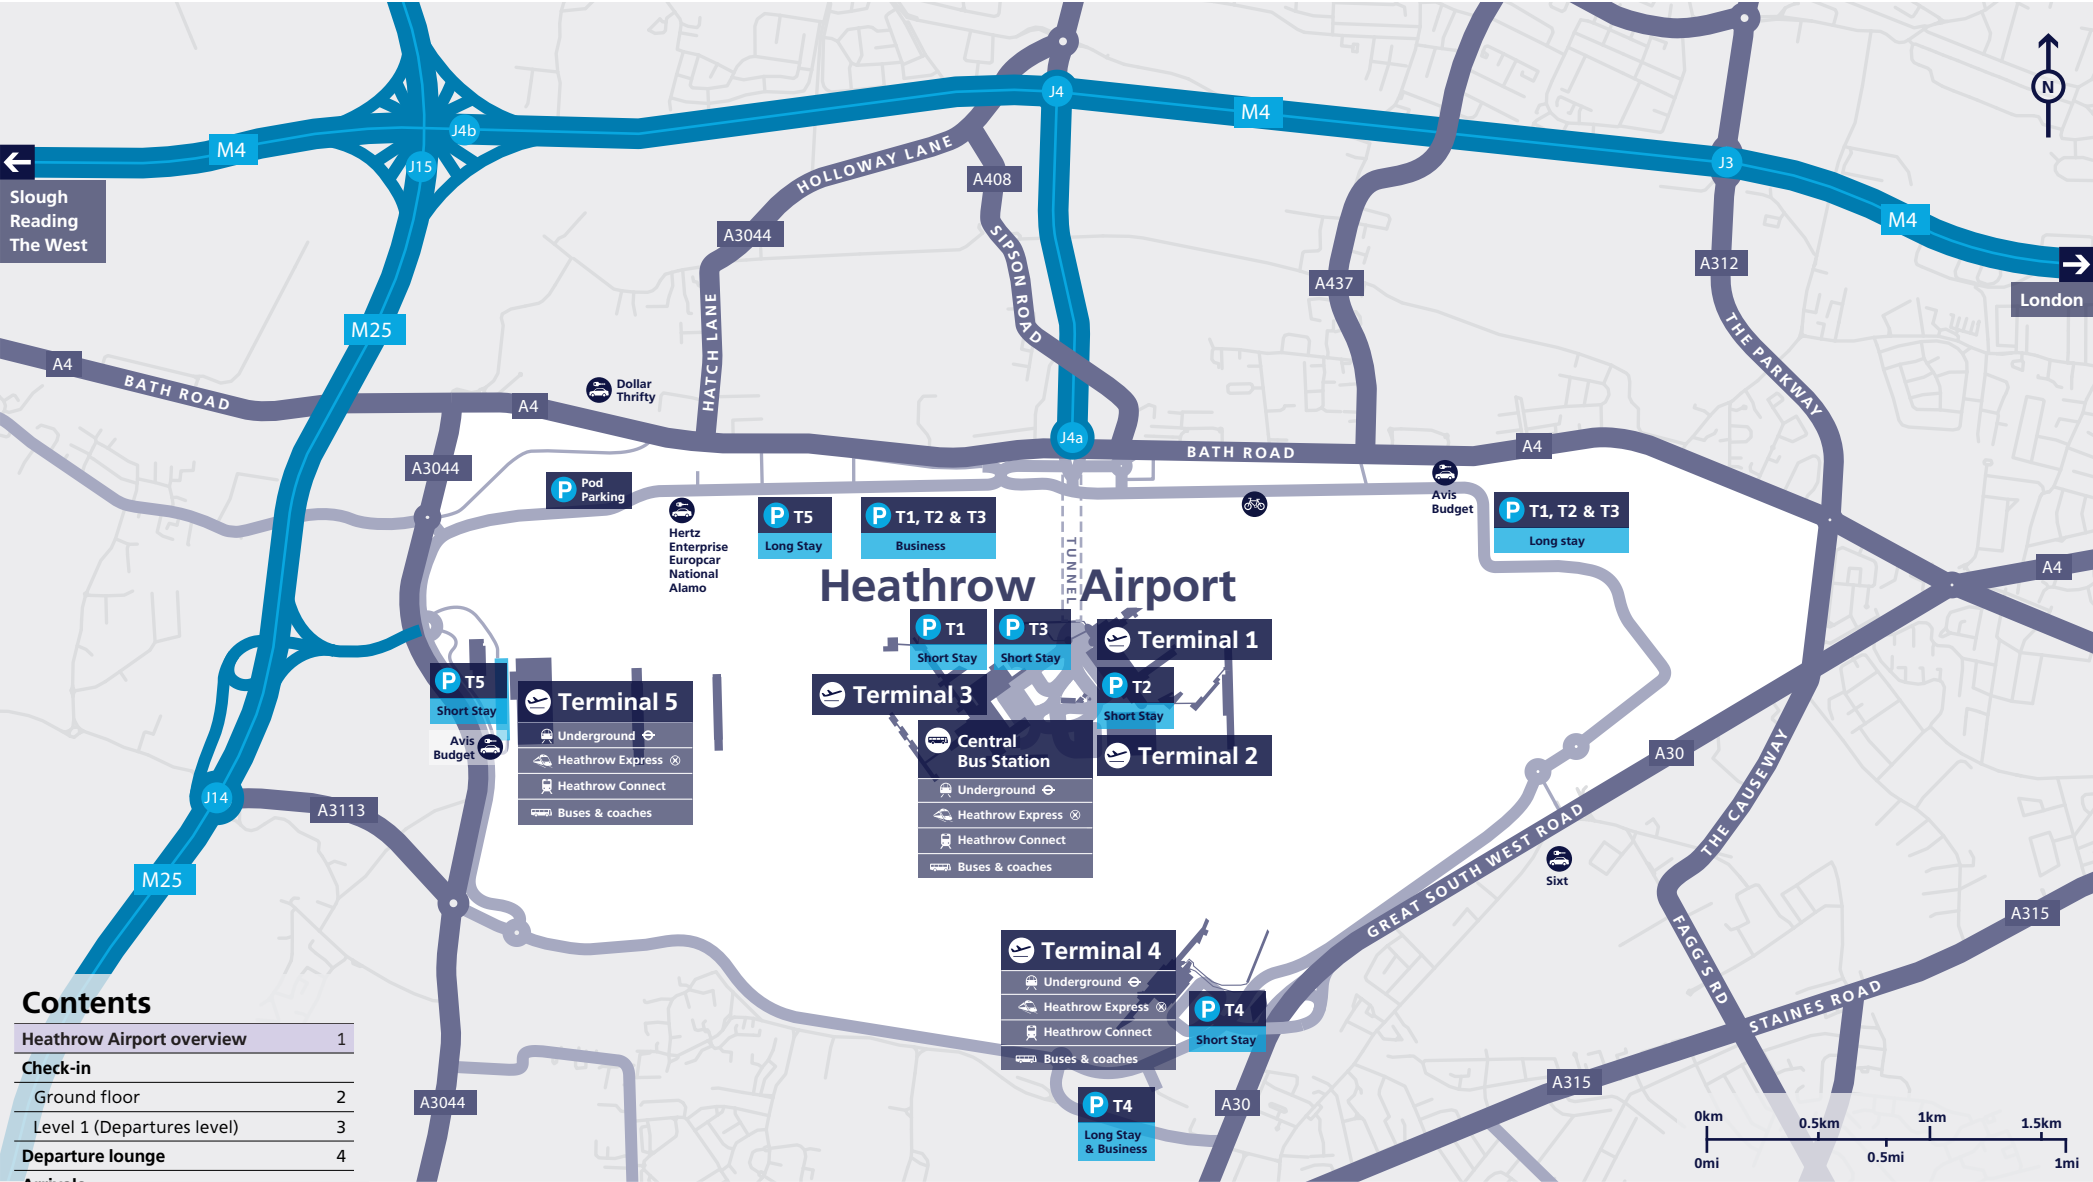 J4
M4
N
J4b
M4
J15
J3
Slough
Reading
The West
HOLLOWAY LANE
A408
M4
A3044
SIPSON ROAD
A312
A437
London
M25
HATCH LANE
THE PARKWAY
A4
BATH ROAD
Dollar
Thrifty
A4
J4a
BATH ROAD
A4
A3044
P Pod
Parking
Avis
Budget
P T5
Long Stay
P T1, T2 & T3
Business
P T1, T2 & T3
Long stay
Hertz
Enterprise
Europcar
National
Alamo
TUNNEL
A4
Heathrow Airport
P T1
Short Stay
P T3
Short Stay
Terminal 1
P T5
Short Stay
Terminal 5
Underground
Heathrow Express
Heathrow Connect
Buses & coaches
Terminal 3
P T2
Short Stay
Avis
Budget
Central
Bus Station
Underground
Heathrow Express
Heathrow Connect
Buses & coaches
Terminal 2
A30
J14
A3113
THE CAUSEWAY
GREAT SOUTH WEST ROAD
Sixt
M25
A315
FAGG'S RD
Terminal 4
Underground
Heathrow Express
Heathrow Connect
Buses & coaches
P T4
Short Stay
STAINES ROAD
A315
A3044
P T4
Long Stay
& Business
A30
Contents
Heathrow Airport overview 1
Check-in
Ground floor 2
Level 1 (Departures level) 3
Departure lounge 4
Arrivals
0km 0.5km 1km 1.5km
0mi 0.5mi 1mi